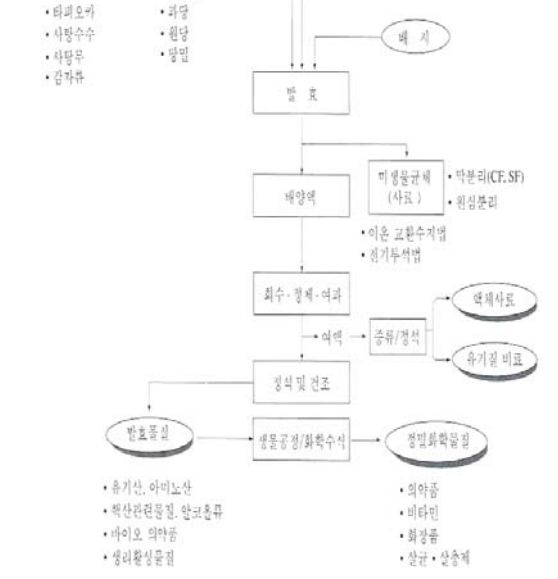 • 타피오카
• 과당
• 사탕수수
• 원당
• 사탕무
• 당밀
• 감자류
배 지
발 효
배양액
미생물균체
(사료)
• 막분리(CF, SF)
• 원심분리
• 이온 교환수지법
• 전기투석법
회수·정제·여과
여액
증류/정석
액체사료
유기질 비료
정석 및 건조
발효물질
생물공정/화학수식
정밀화학물질
• 유기산, 아미노산
• 핵산관련물질, 알코올류
• 바이오 의약품
• 생리활성물질
• 의약품
• 비타민
• 화장품
• 살균·살충제